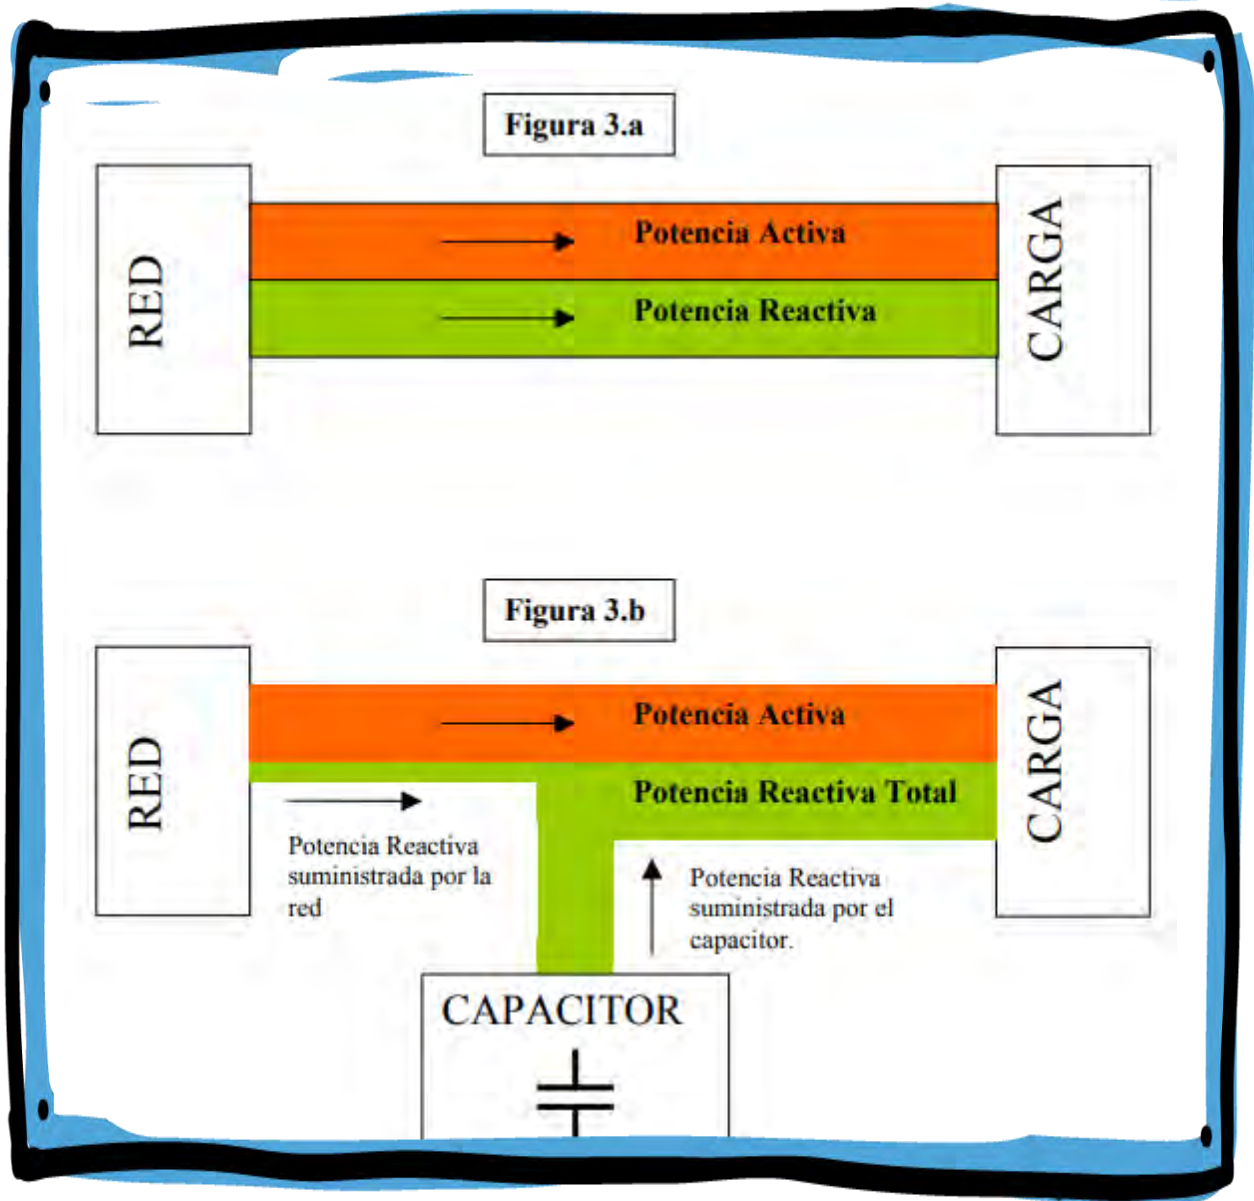 Figura 3.a
RED
Potencia Activa
Potencia Reactiva
CARGA
Figura 3.b
RED
Potencia Activa
Potencia Reactiva Total
CARGA
Potencia Reactiva
suministrada por la
red
Potencia Reactiva
suministrada por el
capacitor.
CAPACITOR